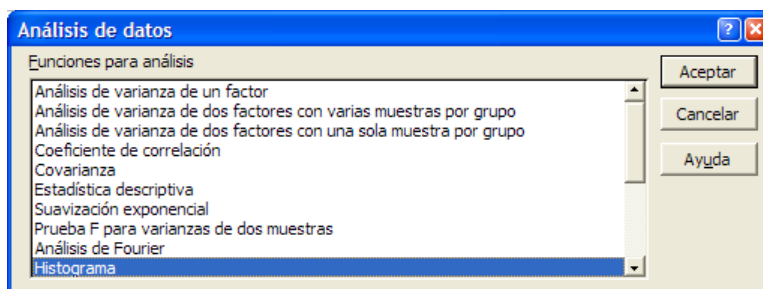 Análisis de datos
Funciones para análisis
Análisis de varianza de un factor
Análisis de varianza de dos factores con varias muestras por grupo
Análisis de varianza de dos factores con una sola muestra por grupo
Coeficiente de correlación
Covarianza
Estadística descriptiva
Suavización exponencial
Prueba F para varianzas de dos muestras
Análisis de Fourier
Histograma
Aceptar
Cancelar
Ayuda